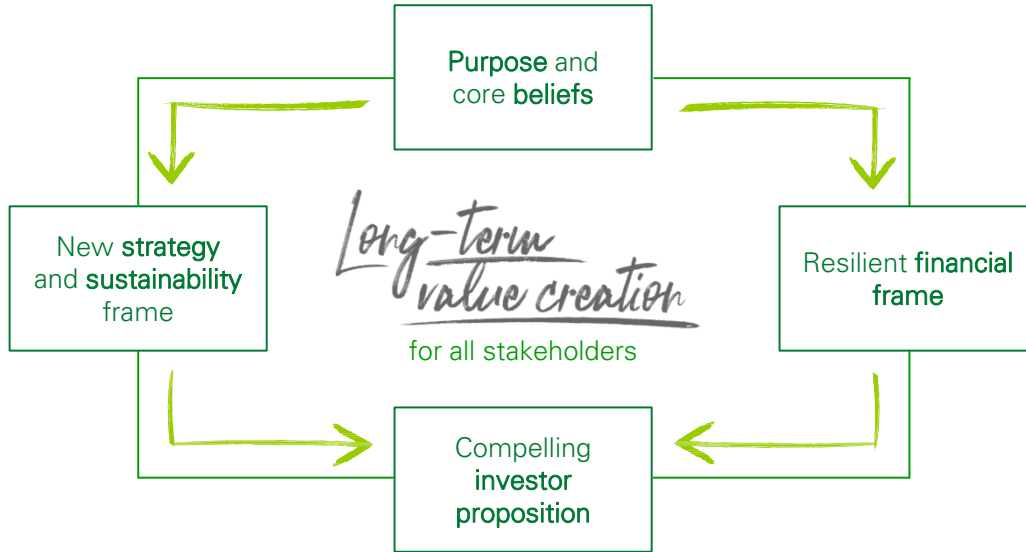 Purpose and
core beliefs
New strategy
and sustainability
frame
Long-term
value creation
for all stakeholders
Resilient financial
frame
Compelling
investor
proposition